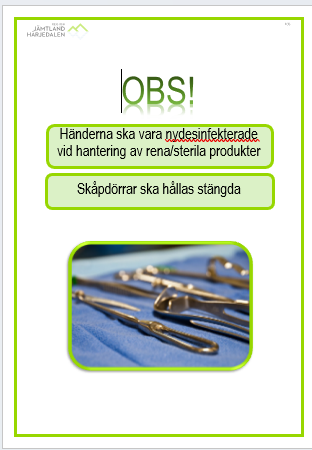 JÄMTLAND
HÄRJEDALEN
OBS!
Händerna ska vara nydesinfekterade
vid hantering av rena/sterila produkter
Skåpdörrar ska hållas stängda